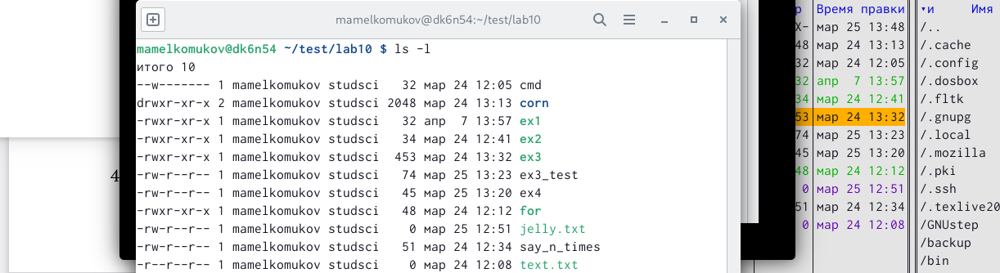 mamelkomukov@dk6n54:~/test/lab10
mamelkomukov@dk6n54 ~/test/lab10 $ ls -l
итого 10
--w------- 1 mamelkomukov studsci 32 мар 24 12:05 cmd
drwxr-xr-x 2 mamelkomukov studsci 2048 мар 24 13:13 corn
-rwxr-xr-x 1 mamelkomukov studsci 32 апр 7 13:57 ex1
-rwxr-xr-x 1 mamelkomukov studsci 34 мар 24 12:41 ex2
-rwxr-xr-x 1 mamelkomukov studsci 453 мар 24 13:32 ex3
-rw-r--r-- 1 mamelkomukov studsci 74 мар 25 13:23 ex3_test
-rw-r--r-- 1 mamelkomukov studsci 45 мар 25 13:20 ex4
-rwxr-xr-x 1 mamelkomukov studsci 48 мар 24 12:12 for
-rw-r--r-- 1 mamelkomukov studsci 0 мар 25 12:51 jelly.txt
-rw-r--r-- 1 mamelkomukov studsci 51 мар 24 12:34 say_n_times
-r--r--r-- 1 mamelkomukov studsci 0 мар 24 12:08 text.txt
4
р Время правки
X- мар 25 13:48
48 мар 24 13:13
32 мар 24 12:05
32 апр 7 13:57
34 мар 24 12:41
53 мар 24 13:32
74 мар 25 13:23
45 мар 25 13:20
48 мар 24 12:12
0 мар 25 12:51
51 мар 24 12:34
0 мар 24 12:08
и Имя
/..
/.cache
/.config
/.dosbox
/.fltk
/.gnupg
/.local
/.mozilla
/.pki
/.ssh
/.texlive20
/GNUstep
/backup
/bin